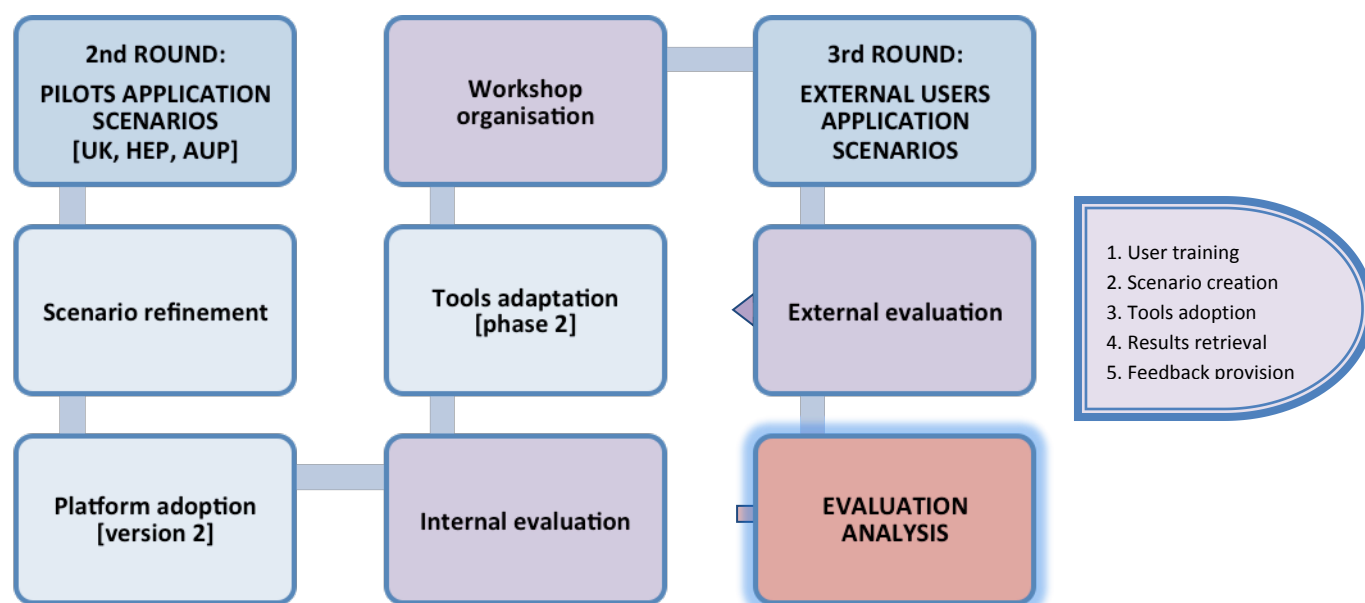 2nd ROUND:
PILOTS APPLICATION
SCENARIOS
[UK, HEP, AUP]
Scenario refinement
Platform adoption
[version 2]
Internal evaluation
Tools adaptation
[phase 2]
Workshop
organisation
3rd ROUND:
EXTERNAL USERS
APPLICATION
SCENARIOS
External evaluation
EVALUATION
ANALYSIS
1. User training
2. Scenario creation
3. Tools adoption
4. Results retrieval
5. Feedback provision